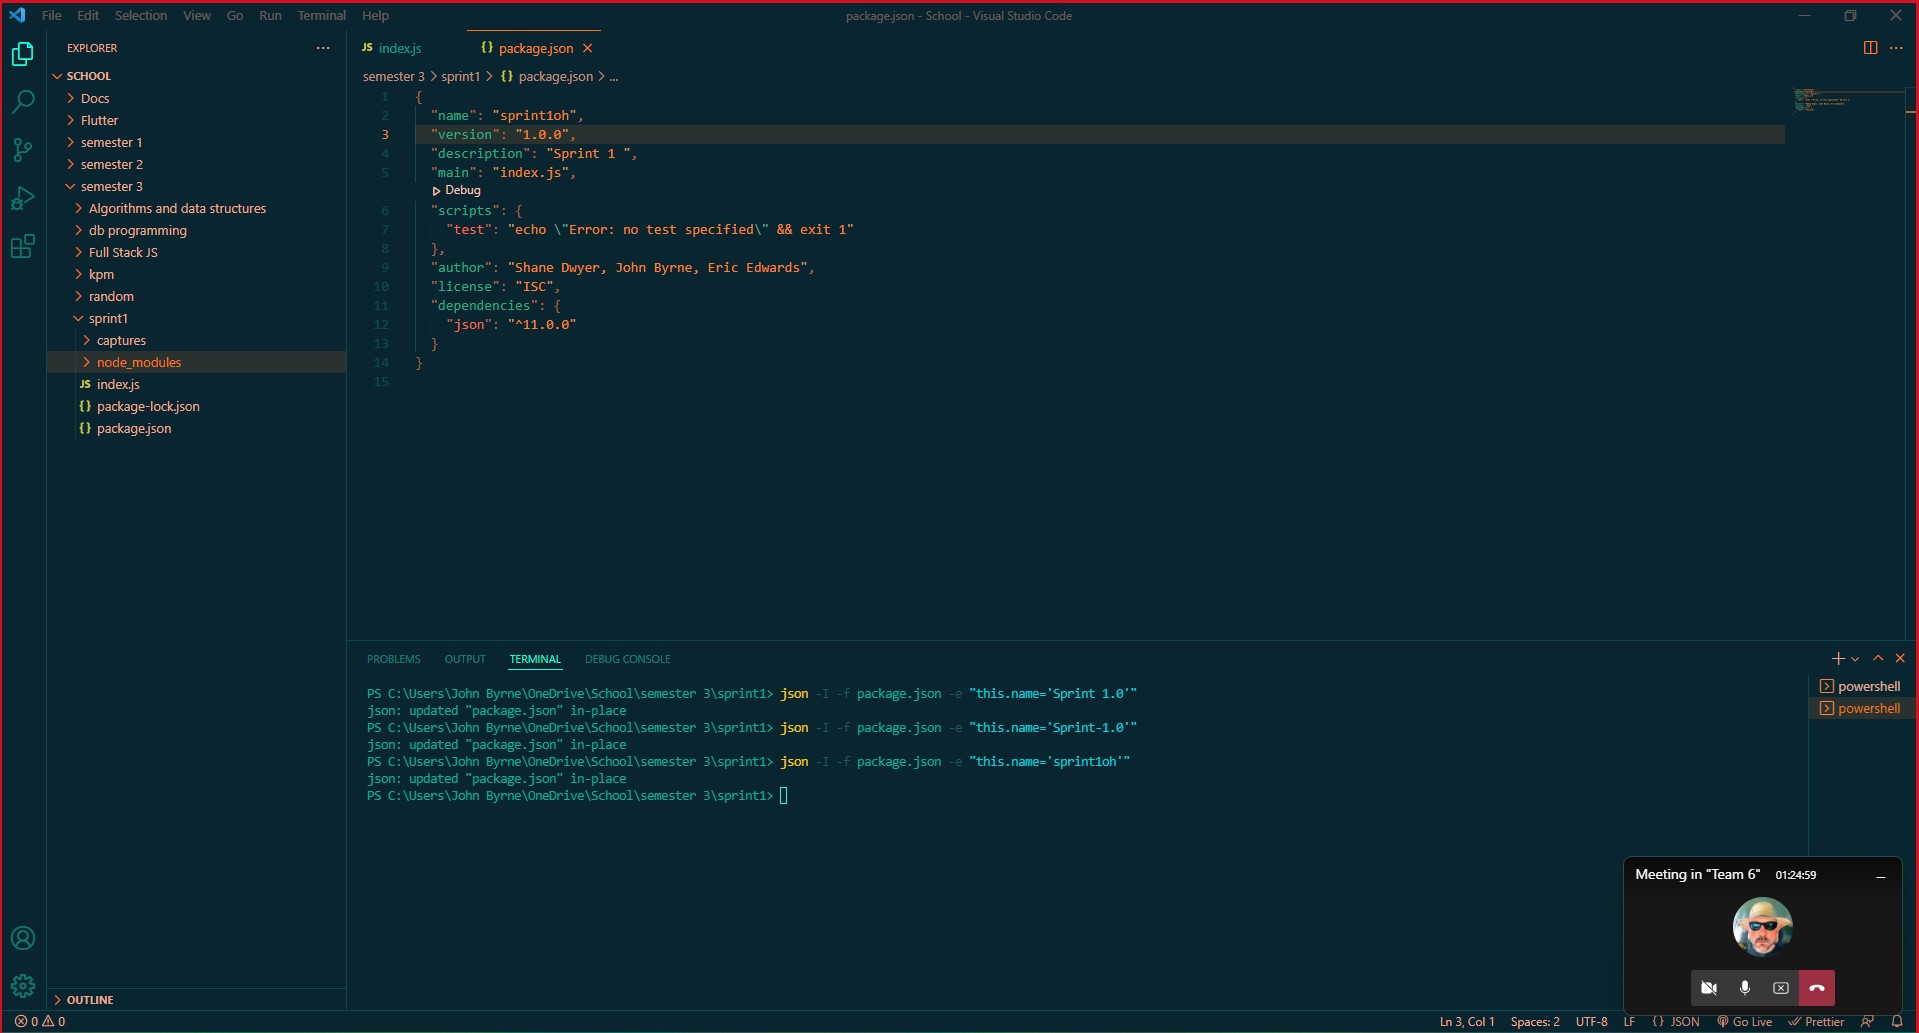 File Edit Selection View Go Run Terminal Help
package.json - School - Visual Studio Code
EXPLORER
SCHOOL
Docs
Flutter
semester 1
semester 2
semester 3
Algorithms and data structures
db programming
Full Stack JS
kpm
random
sprint1
captures
node_modules
JS index.js
{} package-lock.json
{} package.json
OUTLINE
JS index.js {} package.json
semester 3 > sprint1 > {} package.json > ...
1 {
2 "name": "sprint1oh",
3 "version": "1.0.0",
4 "description": "Sprint 1 ",
5 "main": "index.js",
Debug
6 "scripts": {
7 "test": "echo \"Error: no test specified\" && exit 1"
8 },
9 "author": "Shane Dwyer, John Byrne, Eric Edwards",
10 "license": "ISC",
11 "dependencies": {
12 "json": "^11.0.0"
13 }
14 }
15
PROBLEMS OUTPUT TERMINAL DEBUG CONSOLE
PS C:\Users\John Byrne\OneDrive\School\semester 3\sprint1> json -I -f package.json -e "this.name='Sprint 1.0'"
json: updated "package.json" in-place
PS C:\Users\John Byrne\OneDrive\School\semester 3\sprint1> json -I -f package.json -e "this.name='Sprint-1.0'"
json: updated "package.json" in-place
PS C:\Users\John Byrne\OneDrive\School\semester 3\sprint1> json -I -f package.json -e "this.name='sprint1oh'"
json: updated "package.json" in-place
PS C:\Users\John Byrne\OneDrive\School\semester 3\sprint1>
powershell
powershell
Meeting in "Team 6" 01:24:59
0 0
Ln 3, Col 1 Spaces: 2 UTF-8 LF {} JSON Go Live Prettier